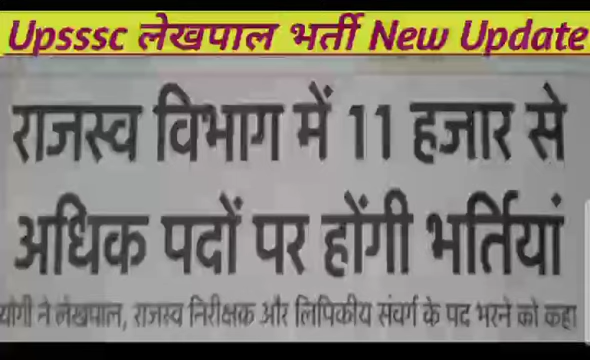 Upsssc लेखपाल भर्ती New Update
राजस्व विभाग में 11 हजार से
अधिक पदों पर होंगी भर्तियां
योगी ने लेखपाल, राजस्व निरीक्षक और लिपिकीय संवर्ग के पद भरने को कहा